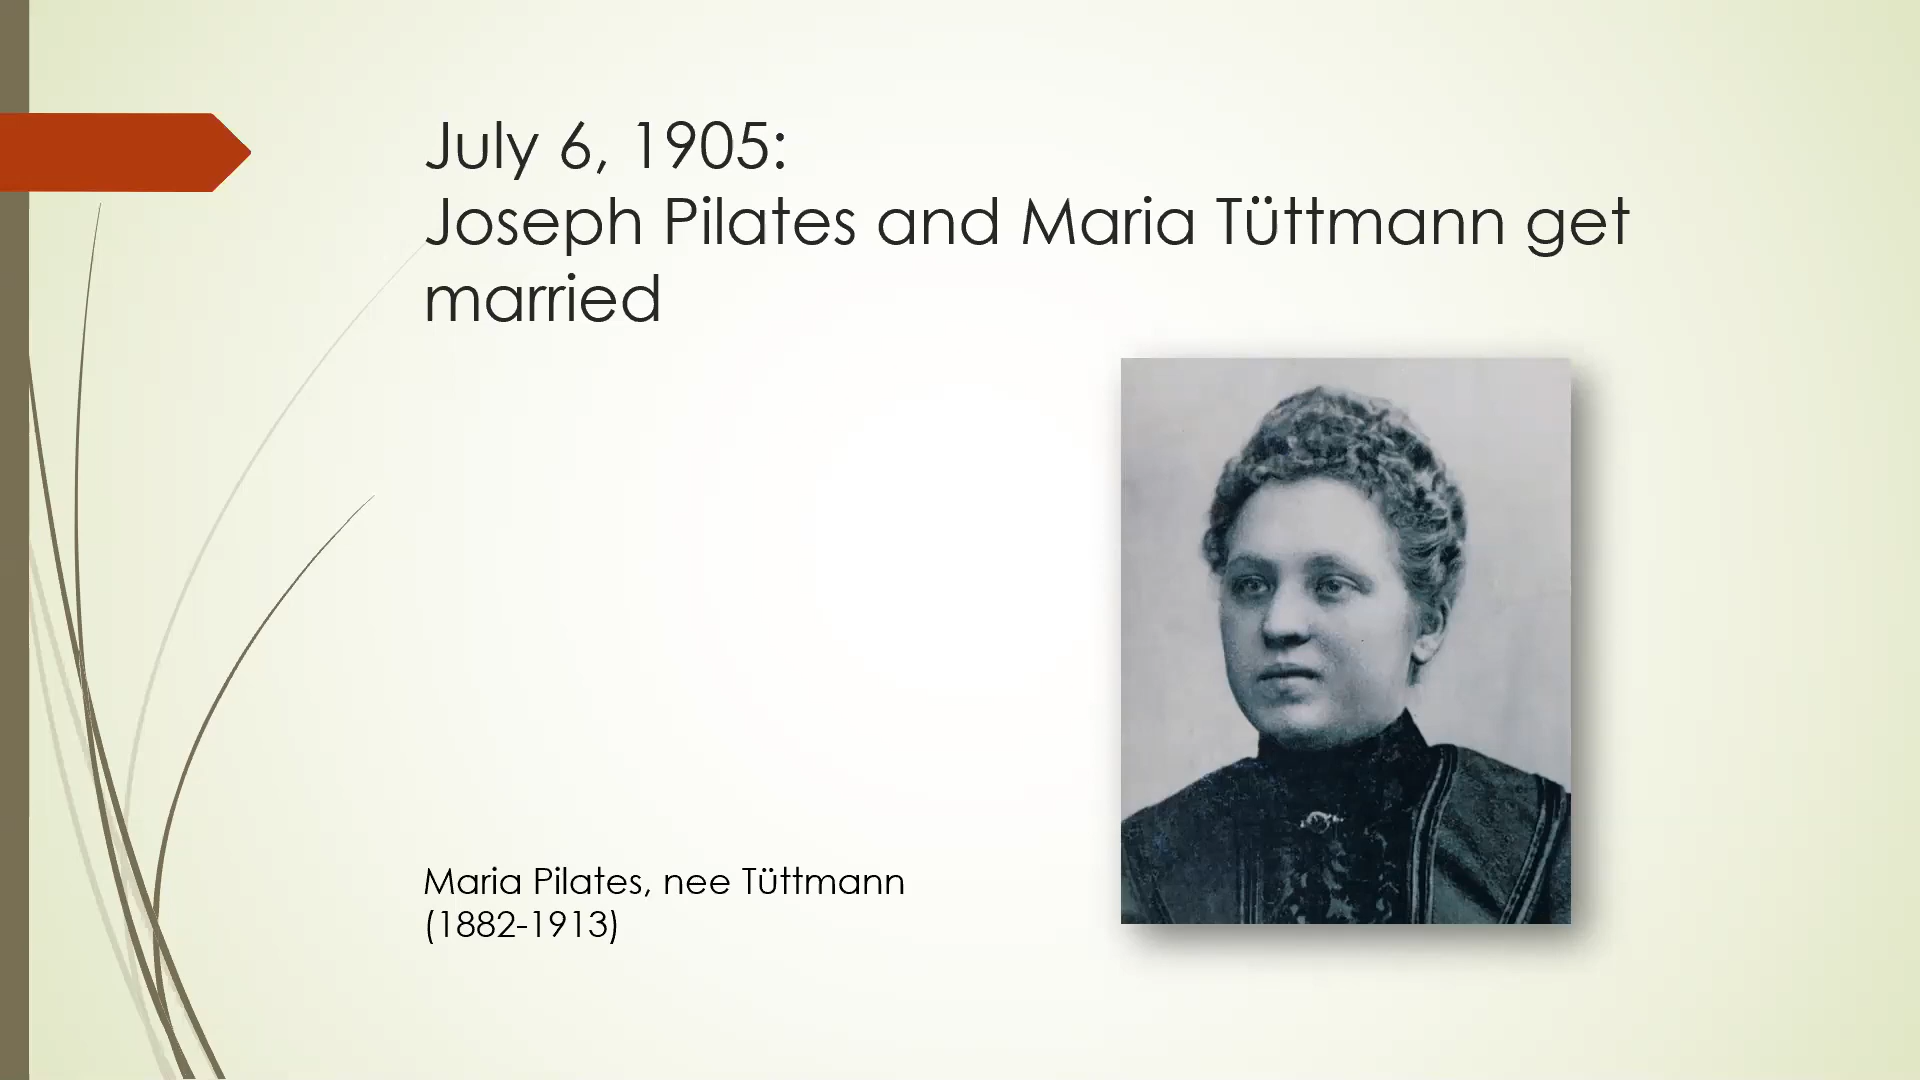 July 6, 1905:
Joseph Pilates and Maria Tüttmann get
married
Maria Pilates, nee Tüttmann
(1882-1913)